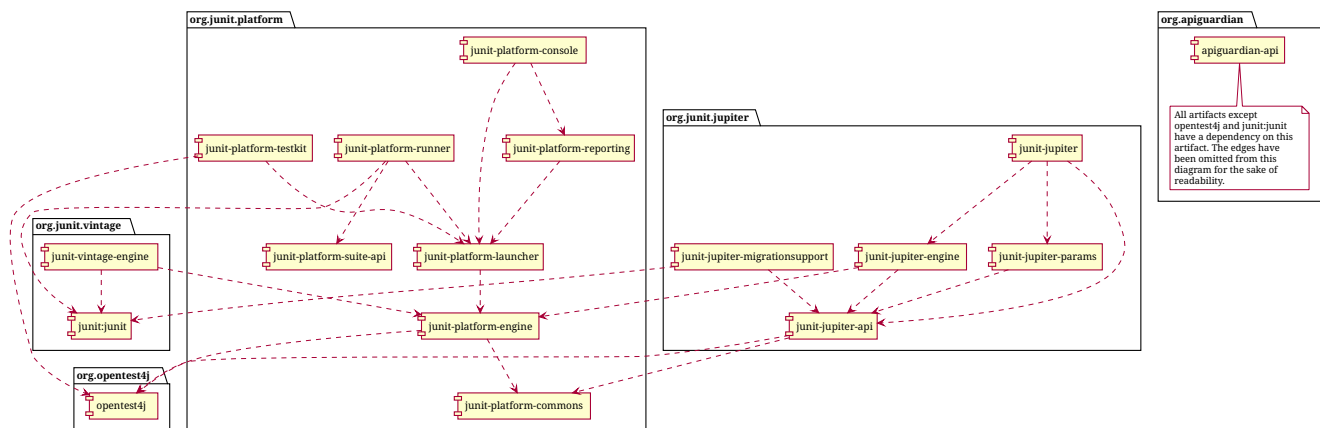 org.junit.platform
org.apiguardian
junit-platform-console
apiguardian-api
org.junit.jupiter
All artifacts except
opentest4j and junit:junit
have a dependency on this
artifact. The edges have
been omitted from this
diagram for the sake of
readability.
junit-platform-testkit
junit-platform-runner
junit-platform-reporting
junit-jupiter
org.junit.vintage
junit-vintage-engine
junit-platform-suite-api
junit-platform-launcher
junit-jupiter-migrationsupport
junit-jupiter-engine
junit-jupiter-params
junit:junit
junit-platform-engine
junit-jupiter-api
org.opentest4j
opentest4j
junit-platform-commons